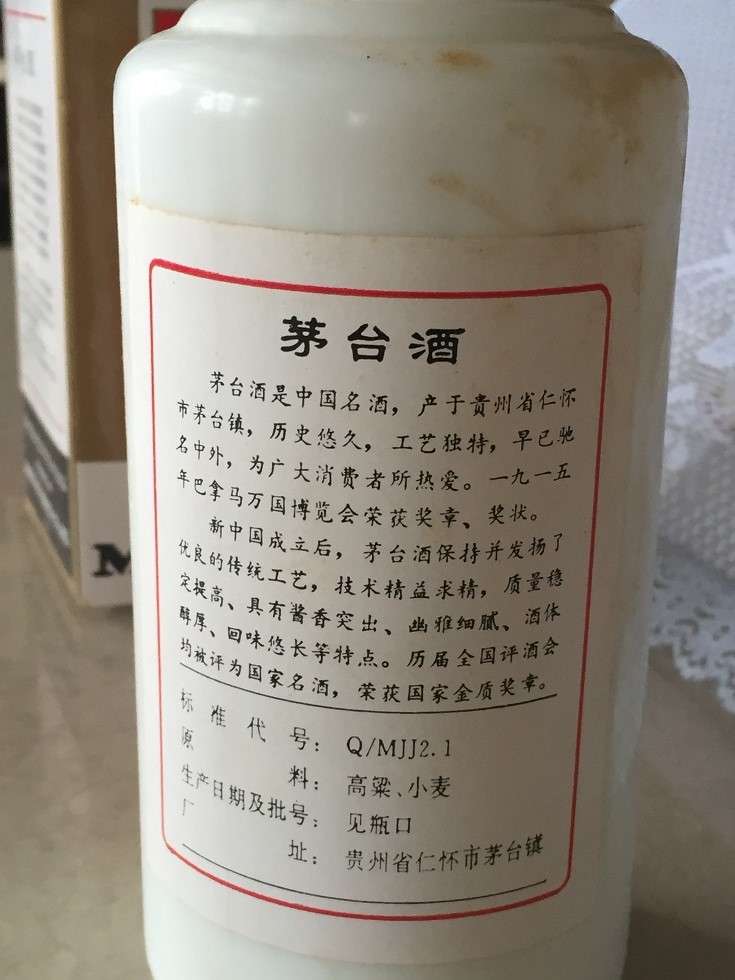 茅台酒
茅台酒是中国名酒，产于贵州省仁怀
市茅台镇，历史悠久，工艺独特，早已驰
名中外，为广大消费者所热爱。一九一五
年巴拿马万国博览会荣获奖章、奖状。
新中国成立后，茅台酒保持并发扬了
优良的传统工艺，技术精益求精，质量稳
定提高、具有酱香突出、幽雅细腻、酒体
醇厚、回味悠长等特点。历届全国评酒会
均被评为国家名酒，荣获国家金质奖章。
标准代号：Q/MJJ2.1
原料：高粱、小麦
生产日期及批号：见瓶口
厂址：贵州省仁怀市茅台镇
M